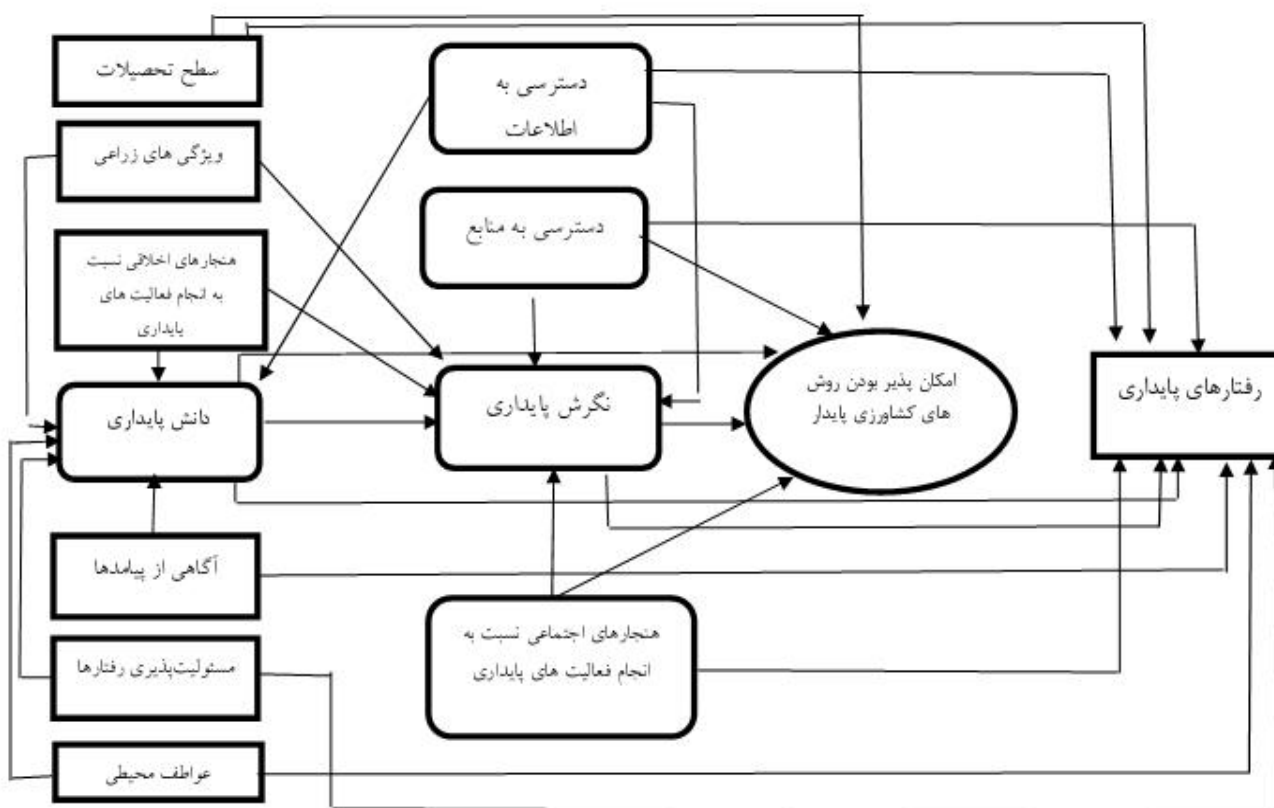 سطح تحصیلات
ویژگی های زراعی
هنجارهای اخلاقی نسبت
به انجام فعالیت های
پایداری
دانش پایداری
آگاهی از پیامدها
مسئولیت‌پذیری رفتارها
عواطف محیطی
دسترسی به
اطلاعات
دسترسی به منابع
نگرش پایداری
هنجارهای اجتماعی نسبت به
انجام فعالیت های پایداری
امکان پذیر بودن روش
های کشاورزی پایدار
رفتارهای پایداری